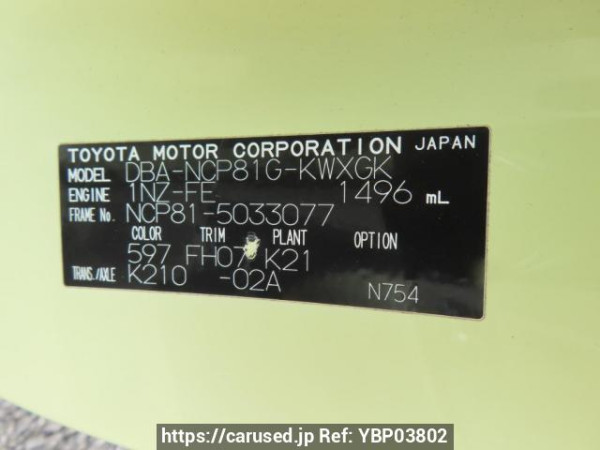 TOYOTA MOTOR CORPORATION JAPAN
MODEL DBA-NCP81G-KWXGK
ENGINE 1NZ-FE 1496 mL
FRAME No. NCP81-5033077
COLOR TRIM PLANT OPTION
597 FH07 K21
TRANS./AXLE K210 -02A
N754
https://carused.jp Ref: YBP03802